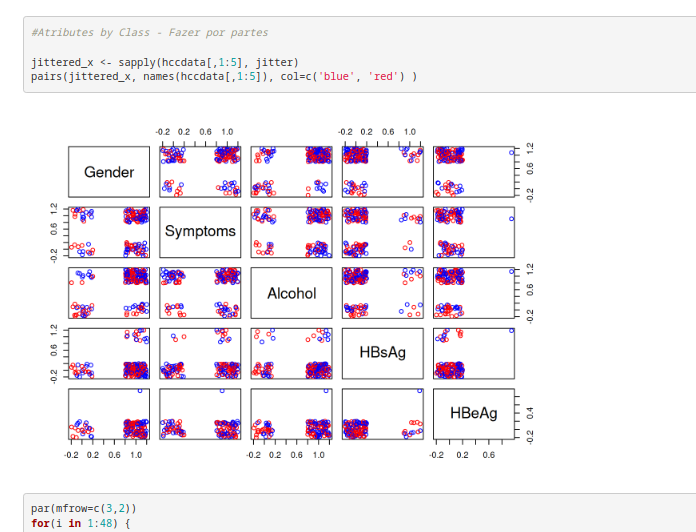 #Atributes by Class - Fazer por partes
jittered_x <- sapply(hccdata[,1:5], jitter)
pairs(jittered_x, names(hccdata[,1:5]), col=c('blue', 'red') )
-0.2 0.2 0.6 1.0 -0.2 0.2 0.6 1.0
Gender
-0.2 0.6 1.2
-0.2 0.6 1.2
Symptoms
Alcohol
-0.2 0.6 1.2
-0.2 0.6 1.2
HBsAg
HBeAg
-0.2 0.4
-0.2 0.2 0.6 1.0 -0.2 0.2 0.6 1.0 -0.2 0.2 0.6
par(mfrow=c(3,2))
for(i in 1:48) {